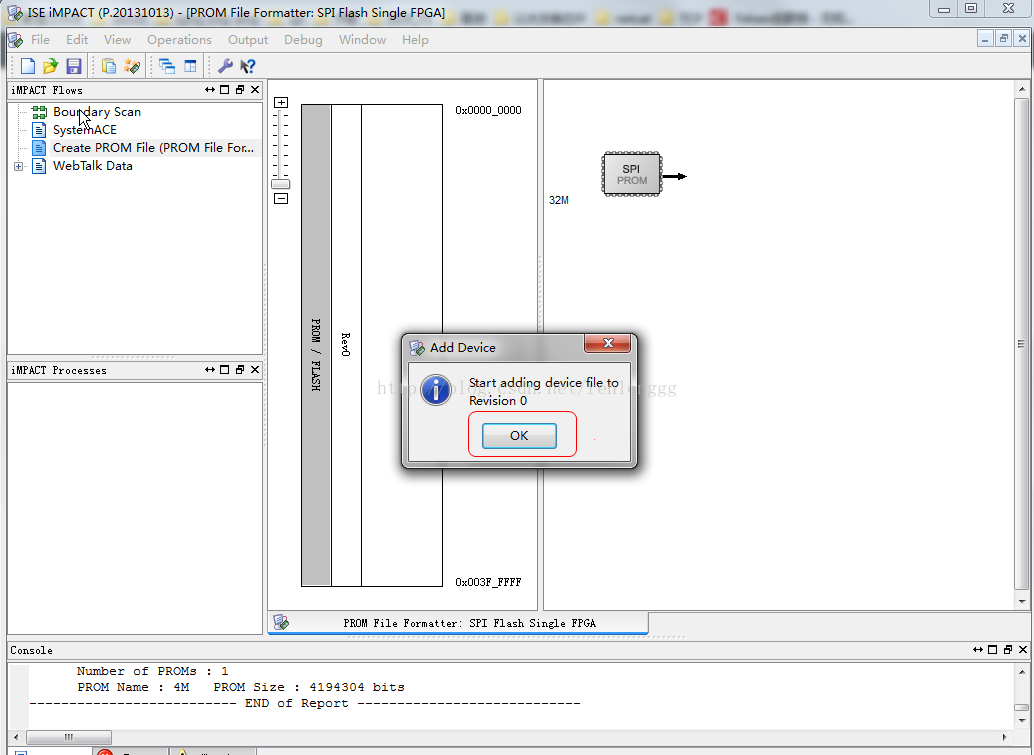 ISE iMPACT (P.20131013) - [PROM File Formatter: SPI Flash Single FPGA]
File Edit View Operations Output Debug Window Help
iMPACT Flows
Boundary Scan
SystemACE
Create PROM File (PROM File For...
WebTalk Data
iMPACT Processes
0x0000_0000
PROM / FLASH
Rev0
0x003F_FFFF
32M
SPI
PROM
Add Device
Start adding device file to
Revision 0
OK
PROM File Formatter: SPI Flash Single FPGA
Console
Number of PROMs : 1
PROM Name : 4M PROM Size : 4194304 bits
--------------------------- END of Report -----------------------------